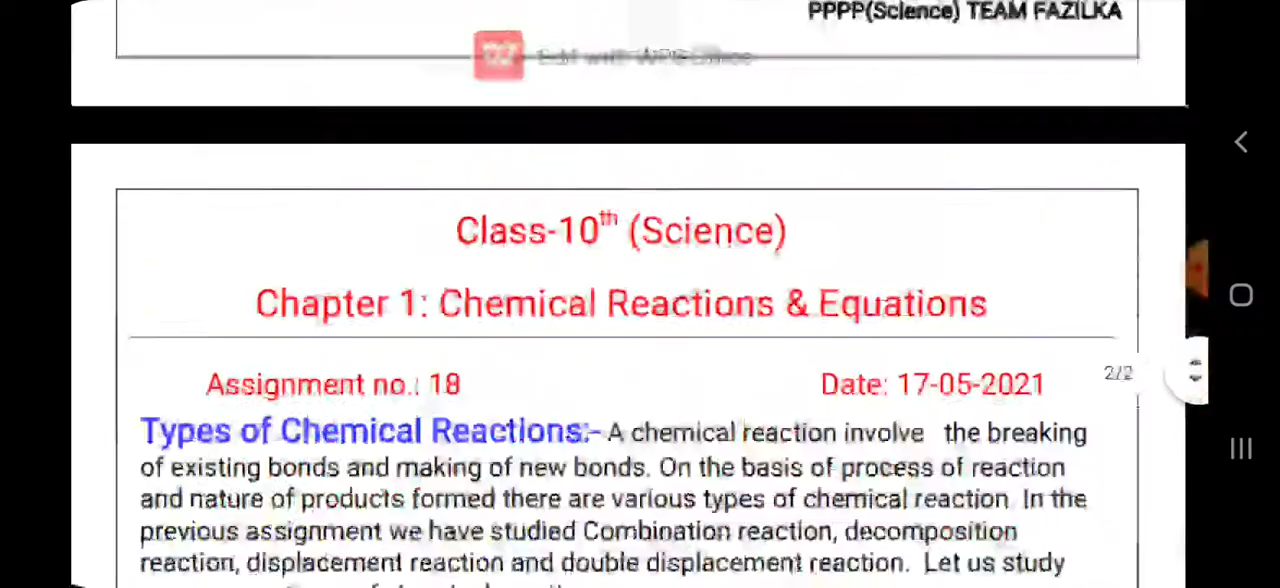 PPPP(Science) TEAM FAZILKA
Edit with WPS Office
Class-10th (Science)
Chapter 1: Chemical Reactions & Equations
Assignment no.: 18
Date: 17-05-2021
2/2
Types of Chemical Reactions:- A chemical reaction involve the breaking
of existing bonds and making of new bonds. On the basis of process of reaction
and nature of products formed there are various types of chemical reaction. In the
previous assignment we have studied Combination reaction, decomposition
reaction, displacement reaction and double displacement reaction. Let us study